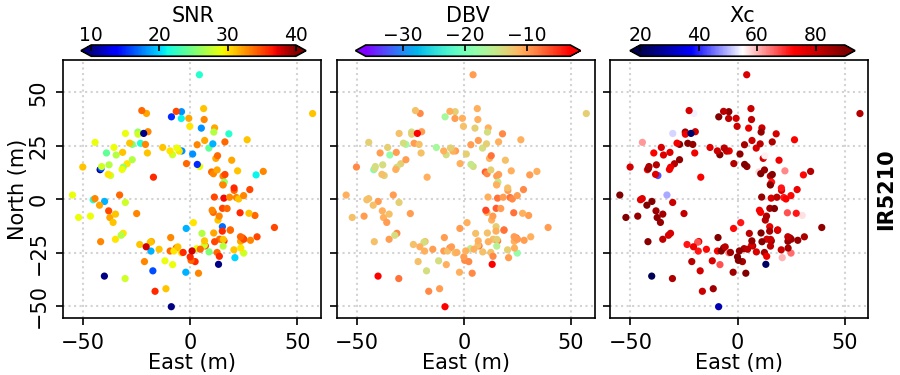 SNR DBV Xc
10 20 30 40 −30 −20 −10 20 40 60 80
50
25
0
−25
−50
North (m)
IR5210
−50 0 50 −50 0 50 −50 0 50
East (m) East (m) East (m)